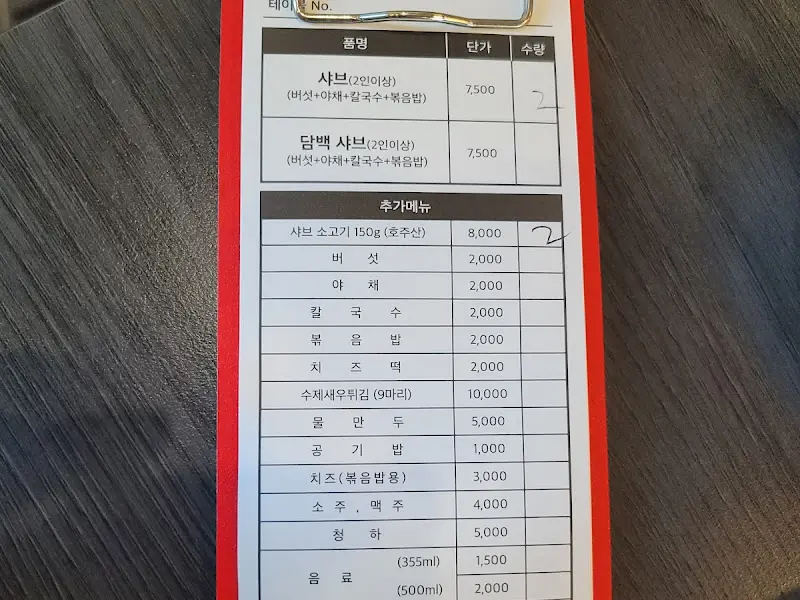 테이블 No.
품명 단가 수량
샤브(2인이상)
(버섯+야채+칼국수+볶음밥) 7,500 2
담백 샤브(2인이상)
(버섯+야채+칼국수+볶음밥) 7,500
추가메뉴
샤브 소고기 150g (호주산) 8,000 2
버 섯 2,000
야 채 2,000
칼 국 수 2,000
볶 음 밥 2,000
치 즈 떡 2,000
수제새우튀김 (9마리) 10,000
물 만 두 5,000
공 기 밥 1,000
치즈(볶음밥용) 3,000
소 주 , 맥 주 4,000
청 하 5,000
음 료 (355ml) 1,500
(500ml) 2,000